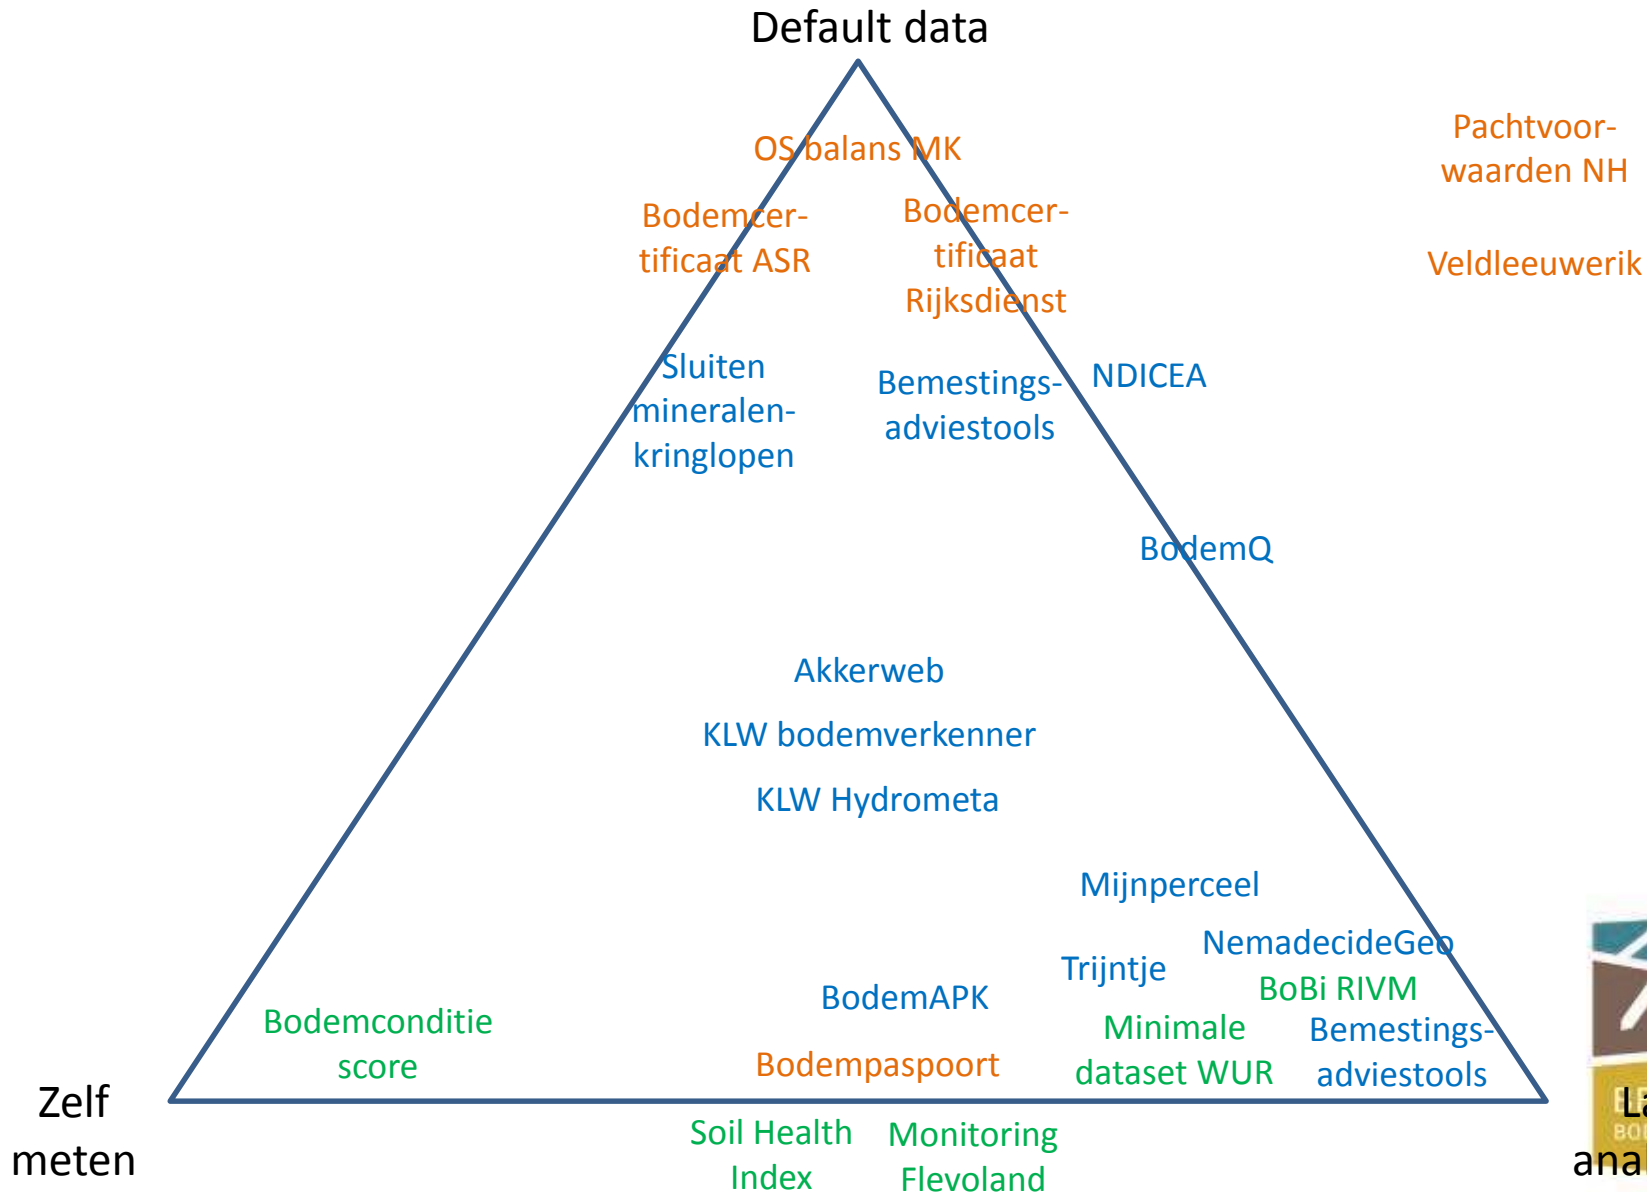 Default data
OS balans MK
Pachtvoor-
waarden NH
Bodemcer-
tificaat ASR
Bodemcer-
tificaat
Rijksdienst
Veldleeuwerik
Sluiten
mineralen-
kringlopen
Bemestings-
adviestools
NDICEA
BodemQ
Akkerweb
KLW bodemverkenner
KLW Hydrometa
Mijnperceel
NemadecideGeo
Trijntje
BoBi RIVM
BodemAPK
Bodemconditie
score
Minimale
dataset WUR
Bemestings-
adviestools
Bodempaspoort
Zelf
meten
Soil Health
Index
Monitoring
Flevoland